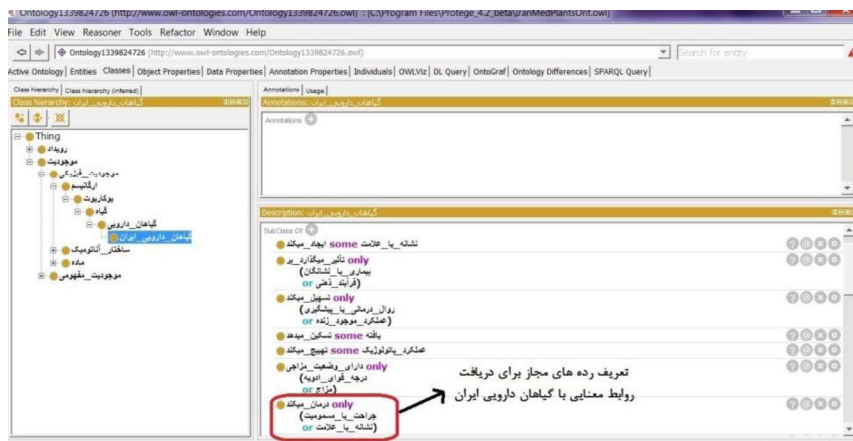 Ontology1339824726 (http://www.owl-ontologies.com/Ontology1339824726.owl) : [C:\Program Files\Protege_4.2_beta\IranMedPlantsOnt.owl]
File Edit View Reasoner Tools Refactor Window Help
Ontology1339824726 (http://www.owl-ontologies.com/Ontology1339824726.owl)
Search for entity
Active Ontology Entities Classes Object Properties Data Properties Annotation Properties Individuals OWLViz DL Query OntoGraf Ontology Differences SPARQL Query
Class hierarchy Class hierarchy (inferred)
Class hierarchy: گیاهان_دارویی_ایران
Thing
رویداد
موجودیت
موجودیت_فیزیکی
ارگانیسم
یوکاریوت
گیاه
گیاهان_دارویی
گیاهان_دارویی_ایران
ساختار_آناتومیک
ماده
موجودیت_مفهومی
Annotations Usage
Annotations: گیاهان_دارویی_ایران
Annotations
Description: گیاهان_دارویی_ایران
SubClass Of
نشانه_یا_علامت some ایجاد_میکند
only تأثیر_میگذارد_بر
بیماری_یا_نشانگان)
(فرآیند_ذهنی or
only تسهیل_میکند
روال_درمانی_یا_پیشگیری)
(عملکرد_موجود_زنده or
یافته some تسکین_میدهد
عملکرد_پاتولوژیک some تهییج_میکند
only دارای_وضعیت_مزاجی
درجه_قوای_ادویه)
(مزاج or
only درمان_میکند
جراحت_یا_مسمومیت)
(نشانه_یا_علامت or
تعریف رده های مجاز برای دریافت
روابط معنایی با گیاهان دارویی ایران